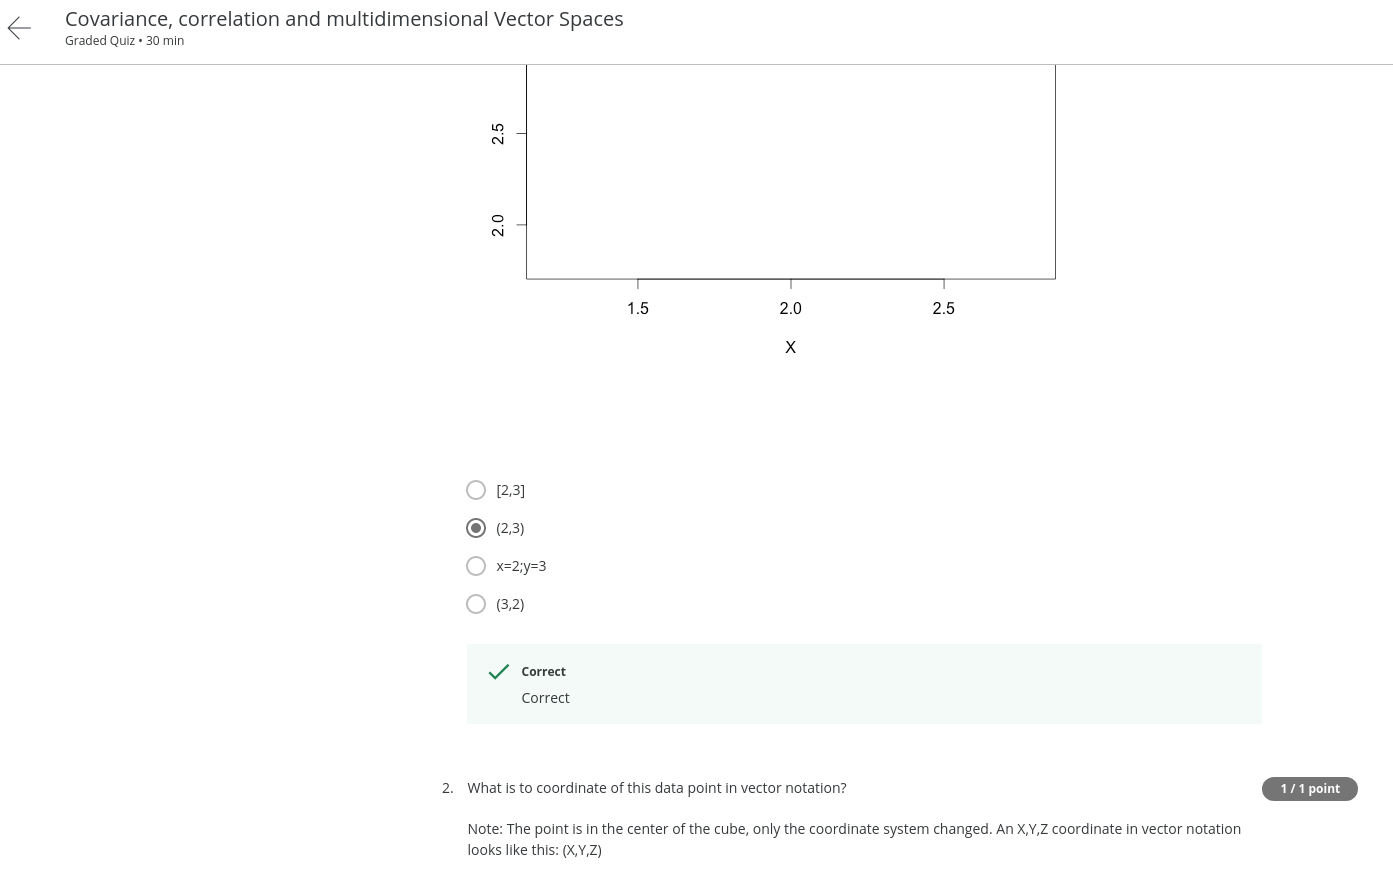 Covariance, correlation and multidimensional Vector Spaces
Graded Quiz • 30 min
2.5
2.0
1.5 2.0 2.5
X
[2,3]
(2,3)
x=2;y=3
(3,2)
Correct
Correct
2. What is to coordinate of this data point in vector notation?
1 / 1 point
Note: The point is in the center of the cube, only the coordinate system changed. An X,Y,Z coordinate in vector notation
looks like this: (X,Y,Z)